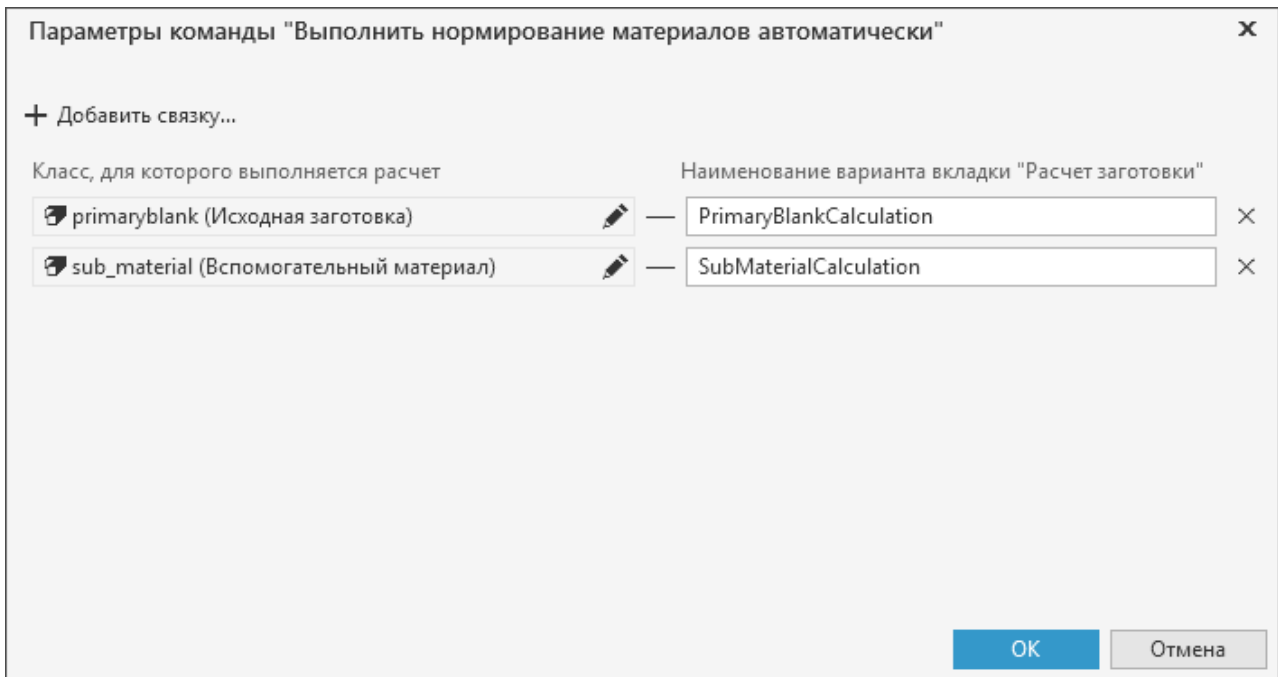 Параметры команды "Выполнить нормирование материалов автоматически"
Добавить связку...
Класс, для которого выполняется расчет Наименование варианта вкладки "Расчет заготовки"
primaryblank (Исходная заготовка) — PrimaryBlankCalculation
sub_material (Вспомогательный материал) — SubMaterialCalculation
ОК Отмена